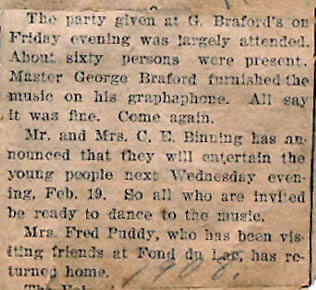 The party given at G. Braford's on
Friday evening was largely attended.
About sixty persons were present.
Master George Braford furnished the
music on his graphaphone. All say
it was fine. Come again.
Mr. and Mrs. C. E. Binning has an-
nounced that they will entertain the
young people next Wednesday even-
ing, Feb. 19. So all who are invited
be ready to dance to the music.
Mrs. Fred Puddy, who has been vis-
iting friends at Fond du Lac, has re-
turned home.
1908.
The